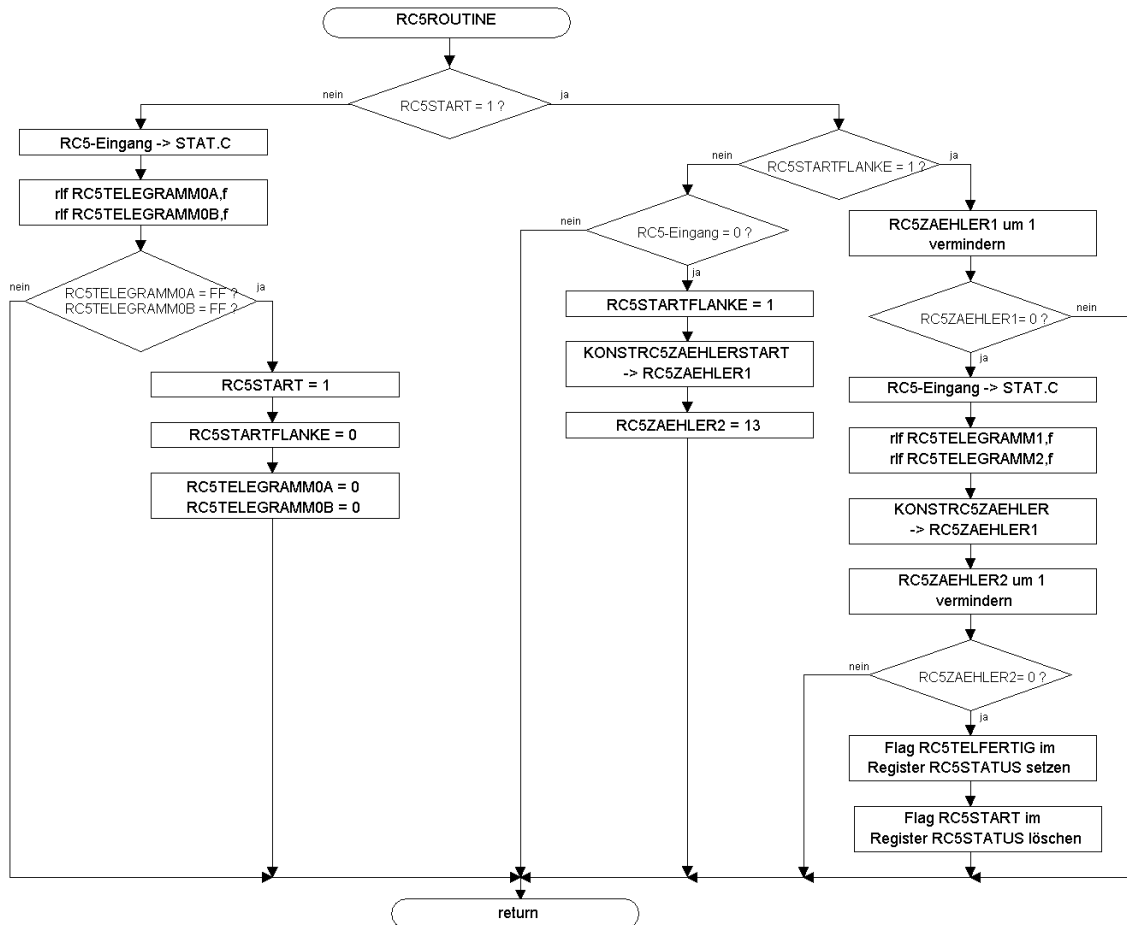 RC5ROUTINE
nein
RC5START = 1 ?
ja
RC5-Eingang -> STAT.C
rlf RC5TELEGRAMM0A,f
rlf RC5TELEGRAMM0B,f
nein
RC5TELEGRAMM0A = FF ?
RC5TELEGRAMM0B = FF ?
ja
RC5START = 1
RC5STARTFLANKE = 0
RC5TELEGRAMM0A = 0
RC5TELEGRAMM0B = 0
nein
RC5STARTFLANKE = 1 ?
ja
nein
RC5-Eingang = 0 ?
ja
RC5STARTFLANKE = 1
KONSTRC5ZAEHLERSTART
-> RC5ZAEHLER1
RC5ZAEHLER2 = 13
RC5ZAEHLER1 um 1
vermindern
RC5ZAEHLER1= 0 ?
nein
ja
RC5-Eingang -> STAT.C
rlf RC5TELEGRAMM1,f
rlf RC5TELEGRAMM2,f
KONSTRC5ZAEHLER
-> RC5ZAEHLER1
RC5ZAEHLER2 um 1
vermindern
nein
RC5ZAEHLER2= 0 ?
ja
Flag RC5TELFERTIG im
Register RC5STATUS setzen
Flag RC5START im
Register RC5STATUS löschen
return